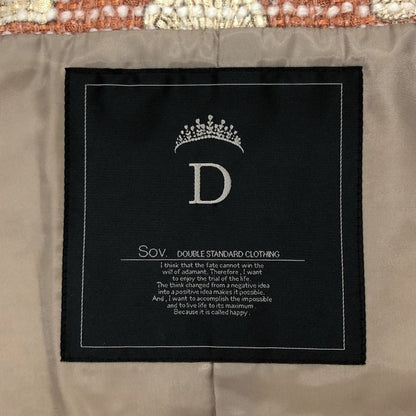 D
Sov. DOUBLE STANDARD CLOTHING
I think that the fate cannot win the
will of adamant. Therefore, I want
to enjoy the trial of the life.
The think changed from a negative idea
into a positive idea makes it possible.
And, I want to accomplish the impossible
and to live life to its maximum.
Because it is called happy.